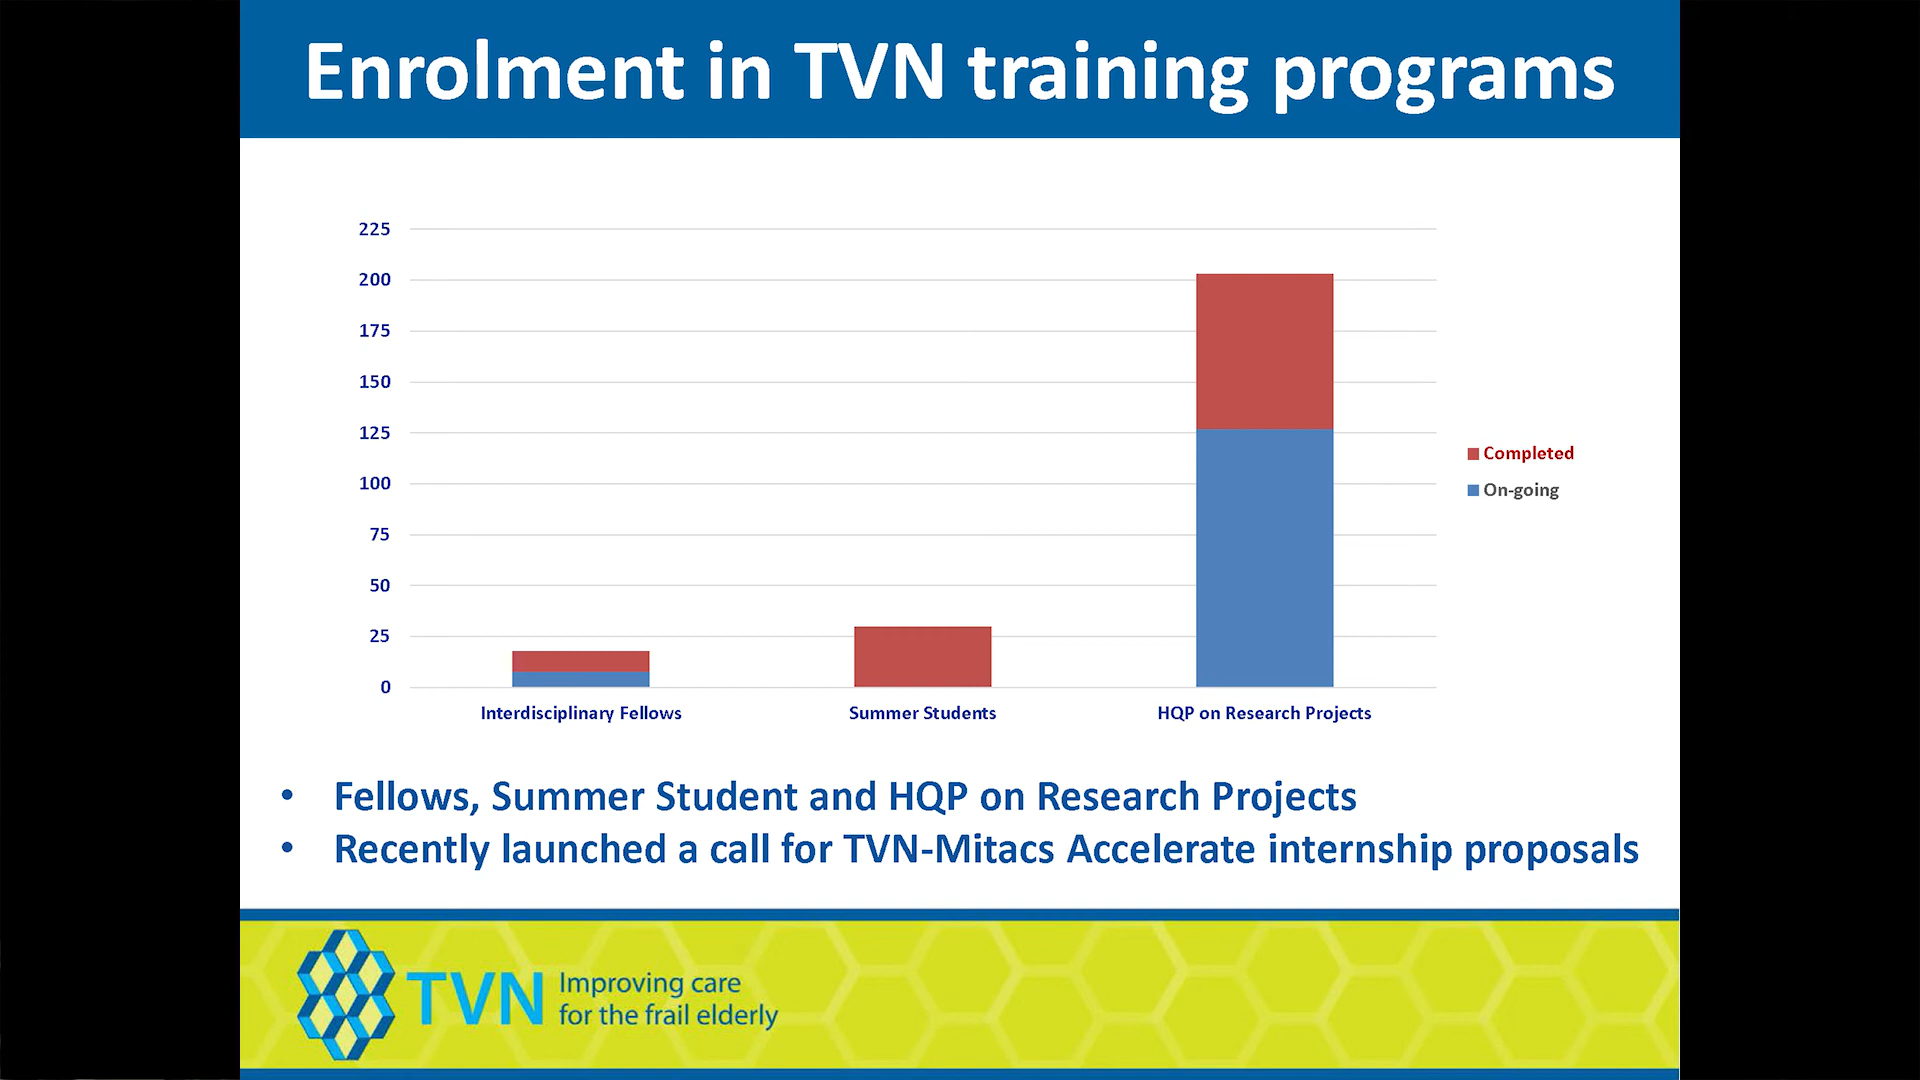 Enrolment in TVN training programs
225
200
175
150
125
100
75
50
25
0
Interdisciplinary Fellows
Summer Students
HQP on Research Projects
Completed
On-going
• Fellows, Summer Student and HQP on Research Projects
• Recently launched a call for TVN-Mitacs Accelerate internship proposals
TVN
Improving care
for the frail elderly